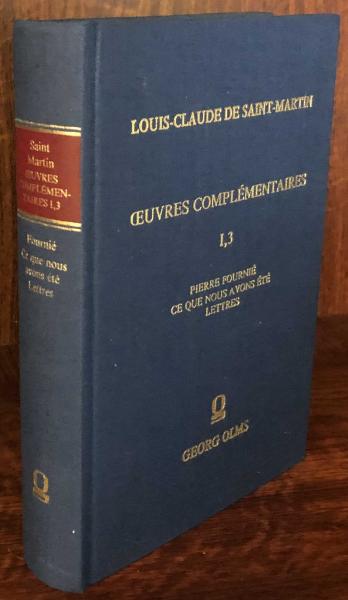 Saint
Martin
ŒUVRES
COMPLÉMEN-
TAIRES I,3
Fournié
Ce que nous
avons été
Lettres
LOUIS-CLAUDE DE SAINT-MARTIN
ŒUVRES COMPLÉMENTAIRES
I,3
PIERRE FOURNIÉ
CE QUE NOUS AVONS ÉTÉ
LETTRES
GEORG OLMS